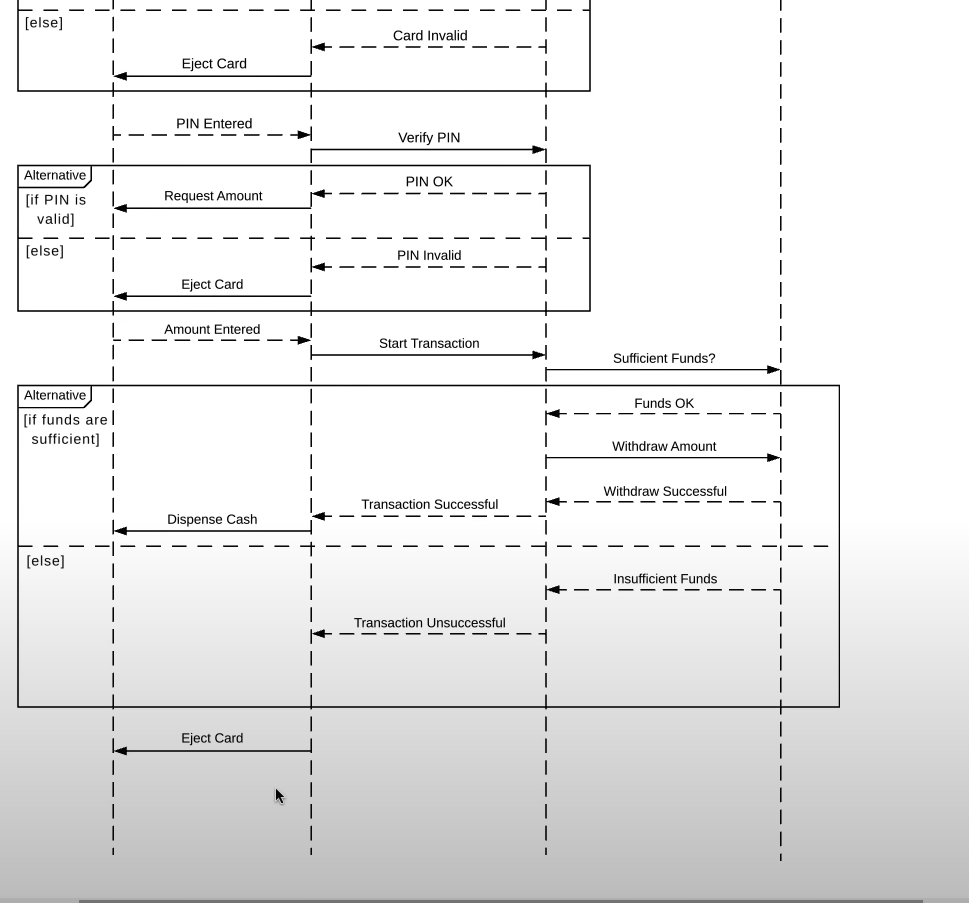 [else]
Card Invalid
Eject Card
PIN Entered
Verify PIN
Alternative
PIN OK
[if PIN is
valid]
Request Amount
[else]
PIN Invalid
Eject Card
Amount Entered
Start Transaction
Sufficient Funds?
Alternative
Funds OK
[if funds are
sufficient]
Withdraw Amount
Withdraw Successful
Transaction Successful
Dispense Cash
[else]
Insufficient Funds
Transaction Unsuccessful
Eject Card